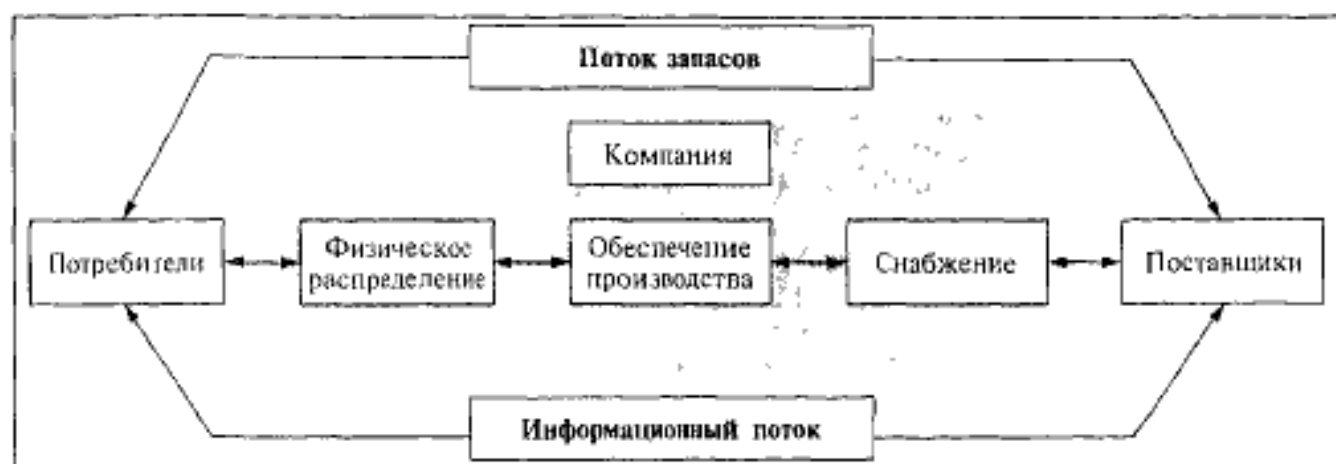 Поток запасов
Компания
Потребители
Физическое
распределение
Обеспечение
производства
Снабжение
Поставщики
Информационный поток